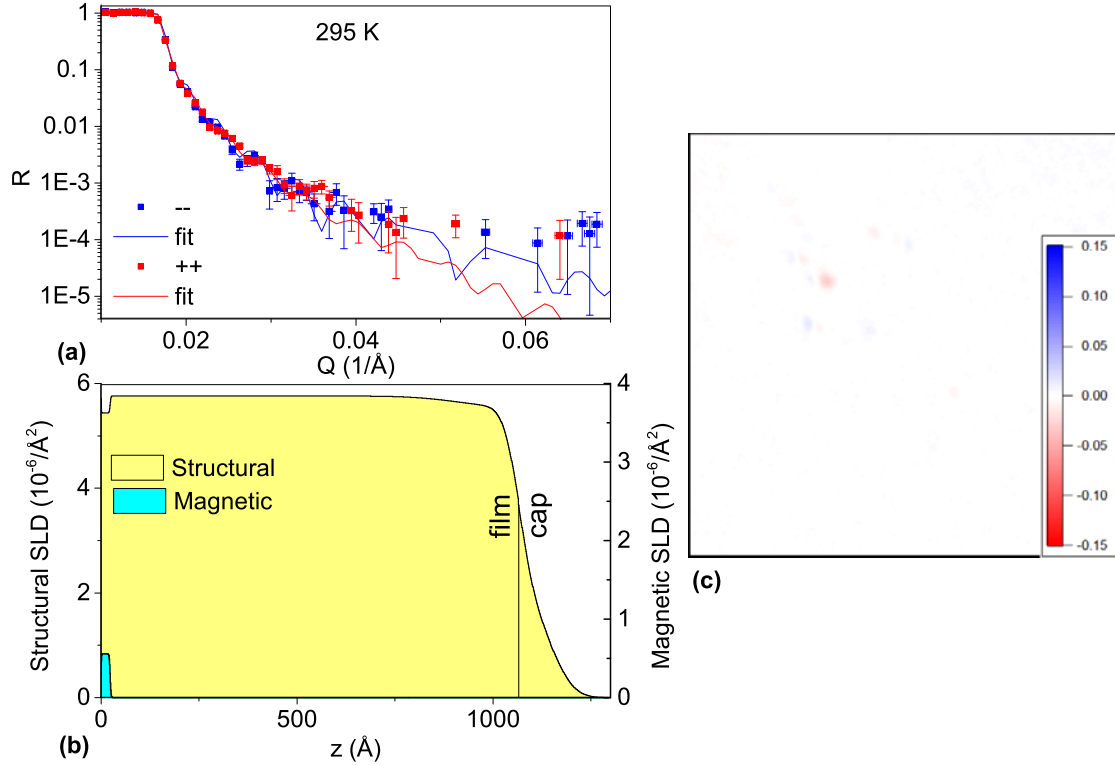 1
0.1
0.01
1E-3
1E-4
1E-5
R
295 K
--
fit
++
fit
0.02
0.04
0.06
Q (1/Å)
(a)
6
4
2
0
Structural SLD (10⁻⁶/Å²)
Structural
Magnetic
film
cap
4
3
2
1
0
Magnetic SLD (10⁻⁶/Å²)
0
500
1000
z (Å)
(b)
0.15
0.10
0.05
0.00
-0.05
-0.10
-0.15
(c)